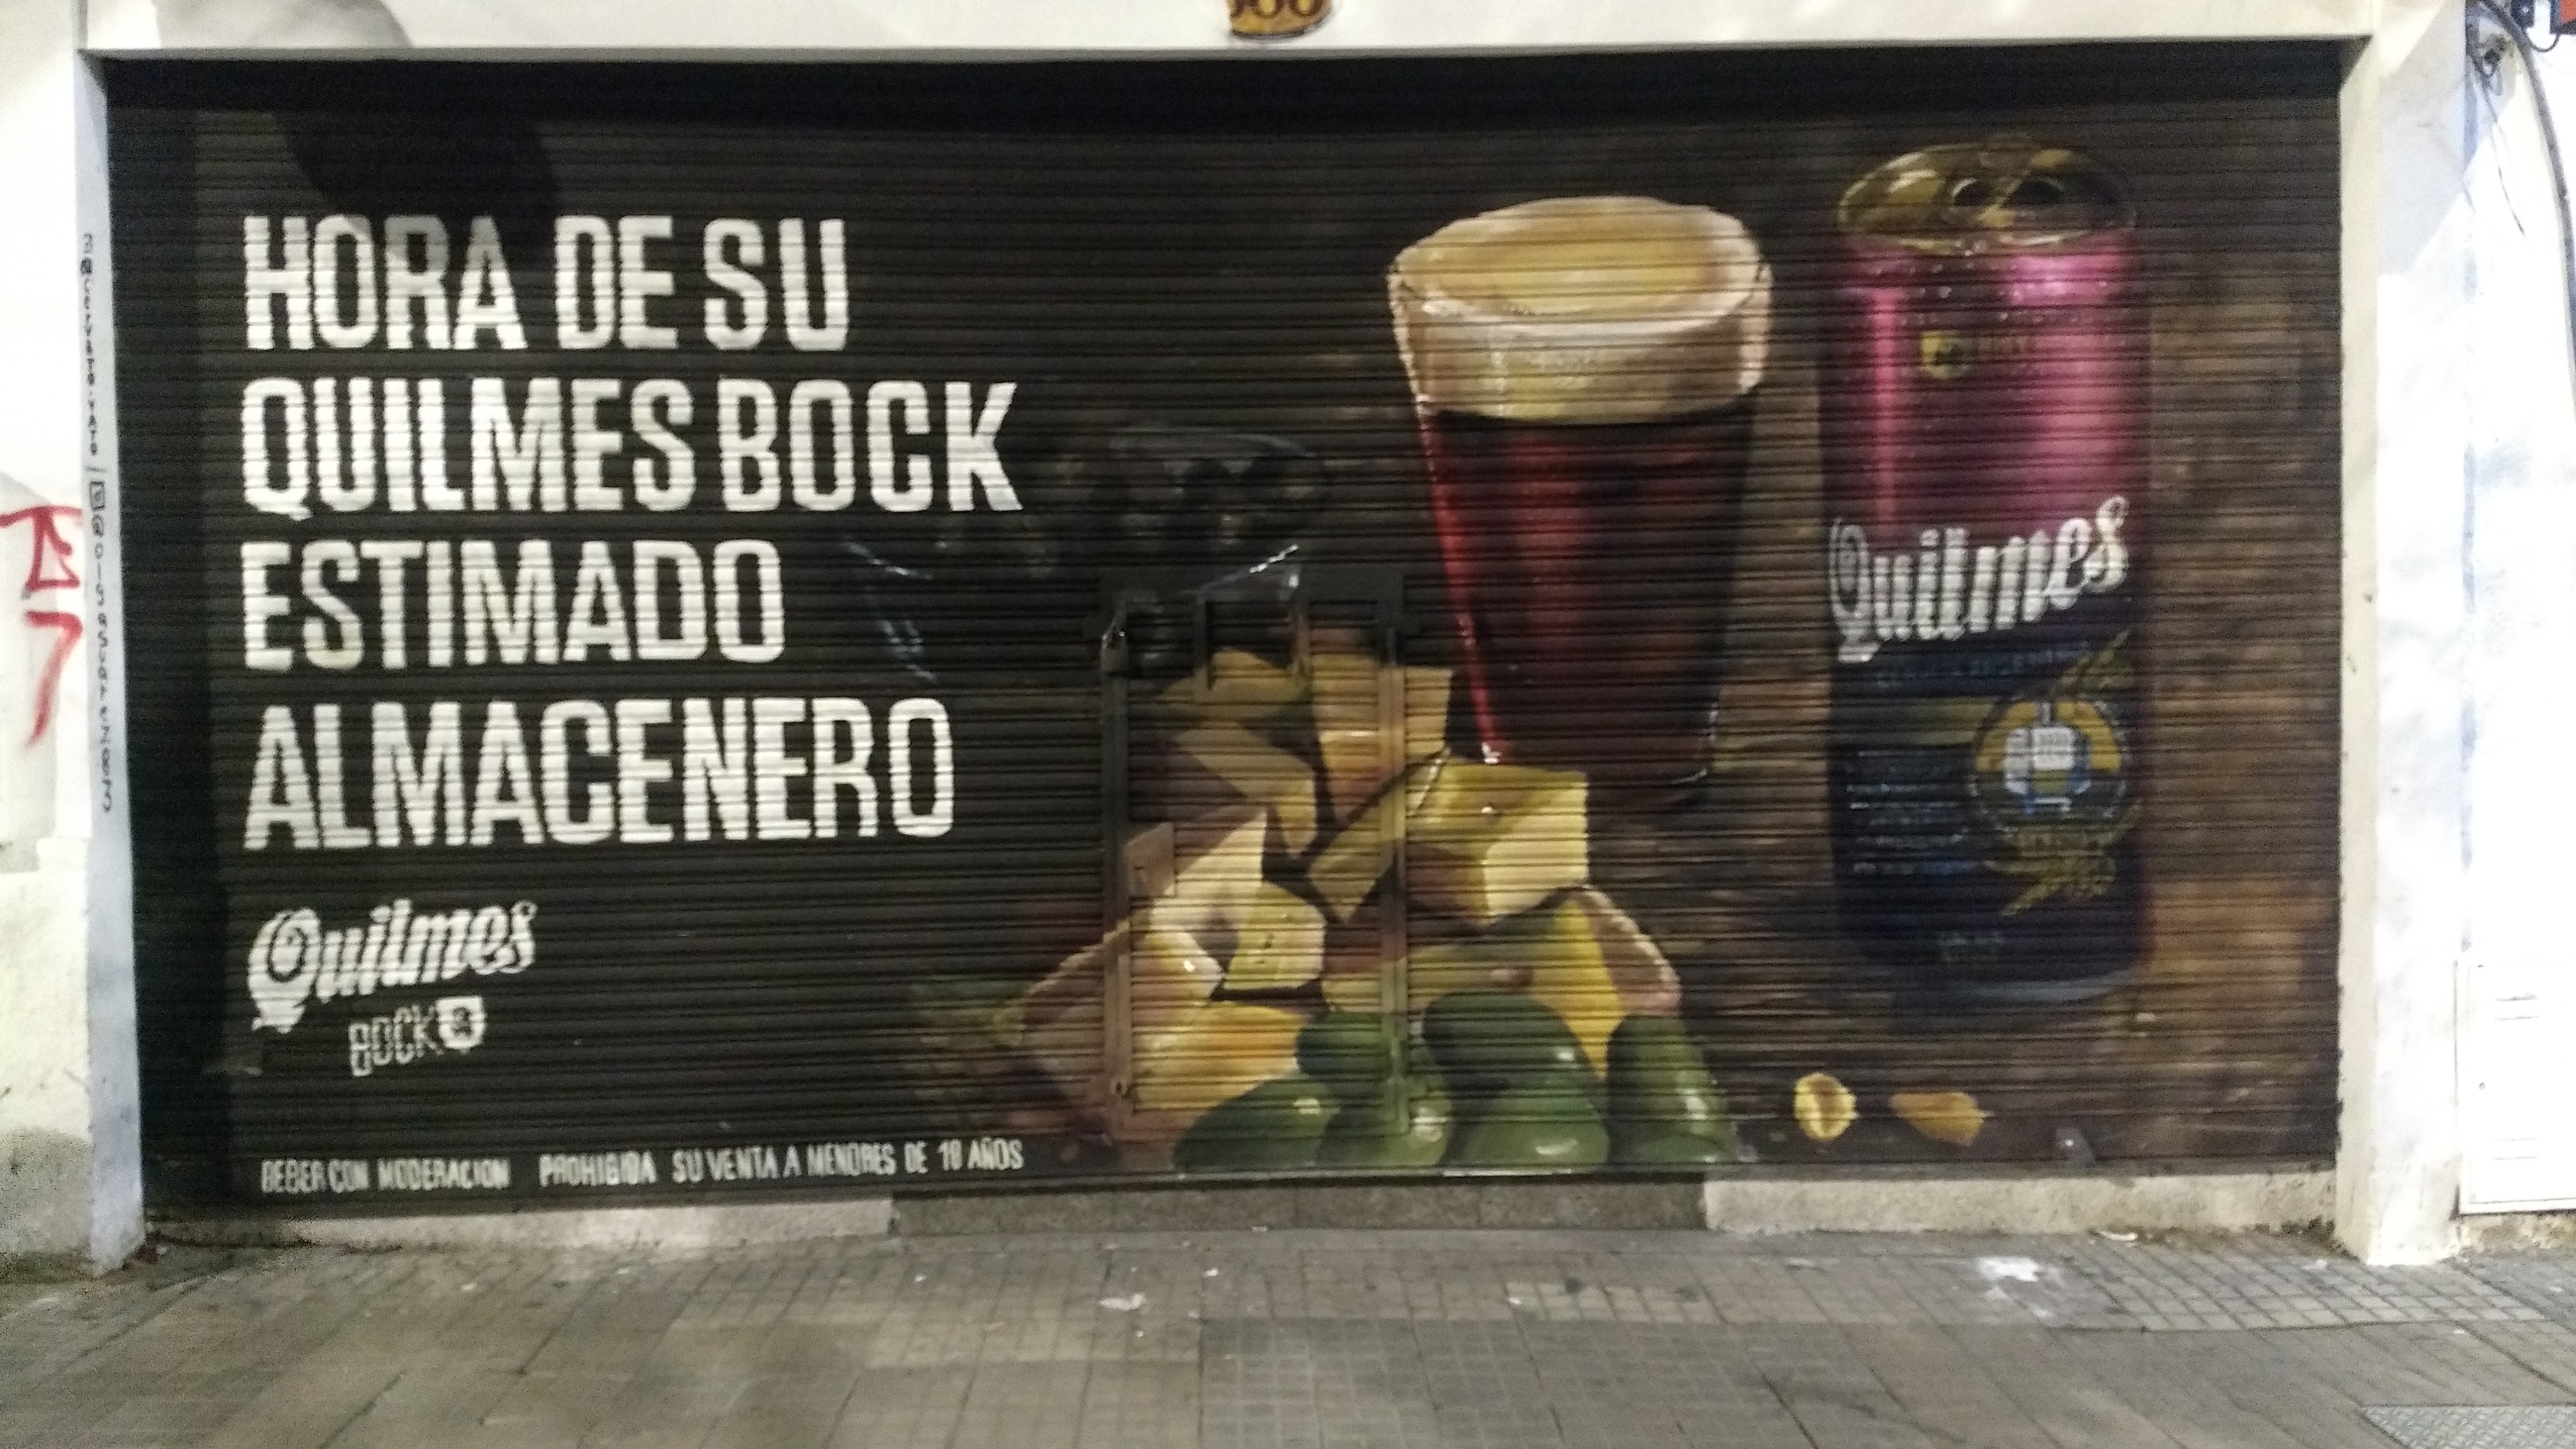 HORA DE SU
QUILMES BOCK
ESTIMADO
ALMACENERO
Quilmes
BOCK
BEBER CON MODERACION PROHIBIDA SU VENTA A MENORES DE 18 AÑOS
Quilmes